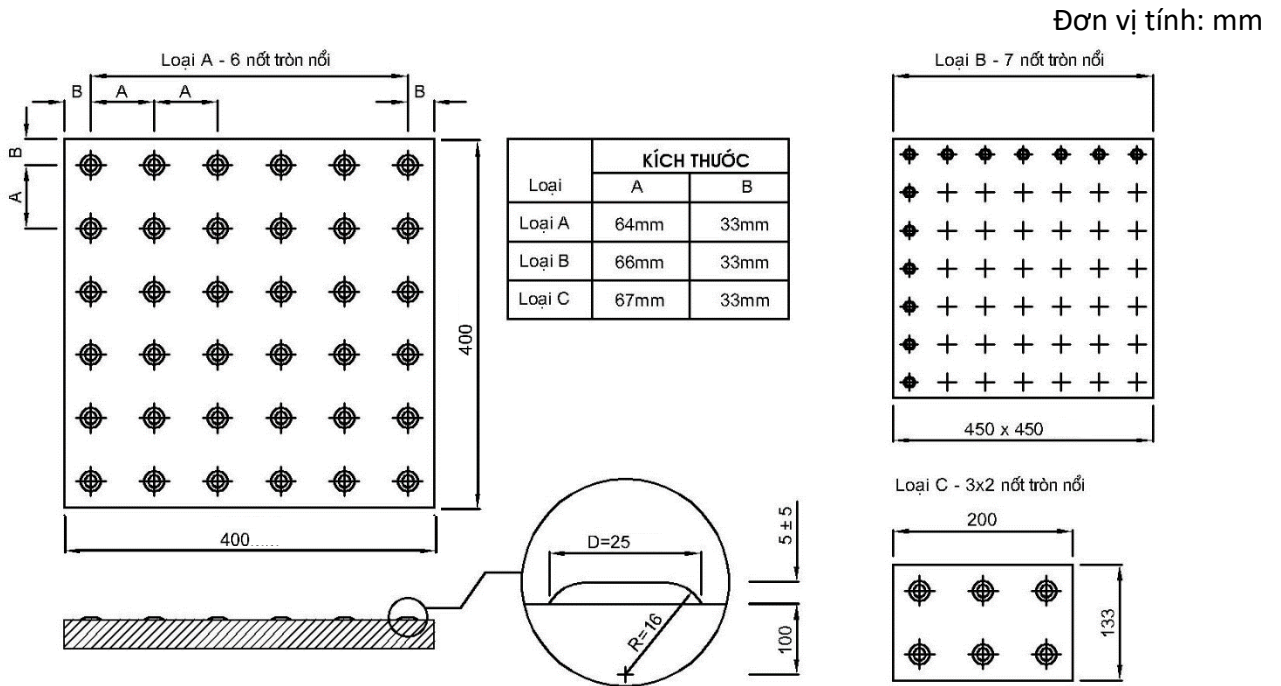 Đơn vị tính: mm
Loại A - 6 nốt tròn nổi
B A A B
B
A
400
400......
KÍCH THƯỚC
Loại A B
Loại A 64mm 33mm
Loại B 66mm 33mm
Loại C 67mm 33mm
Loại B - 7 nốt tròn nổi
450 x 450
D=25
R=16
5 ± 5
100
Loại C - 3x2 nốt tròn nổi
200
133